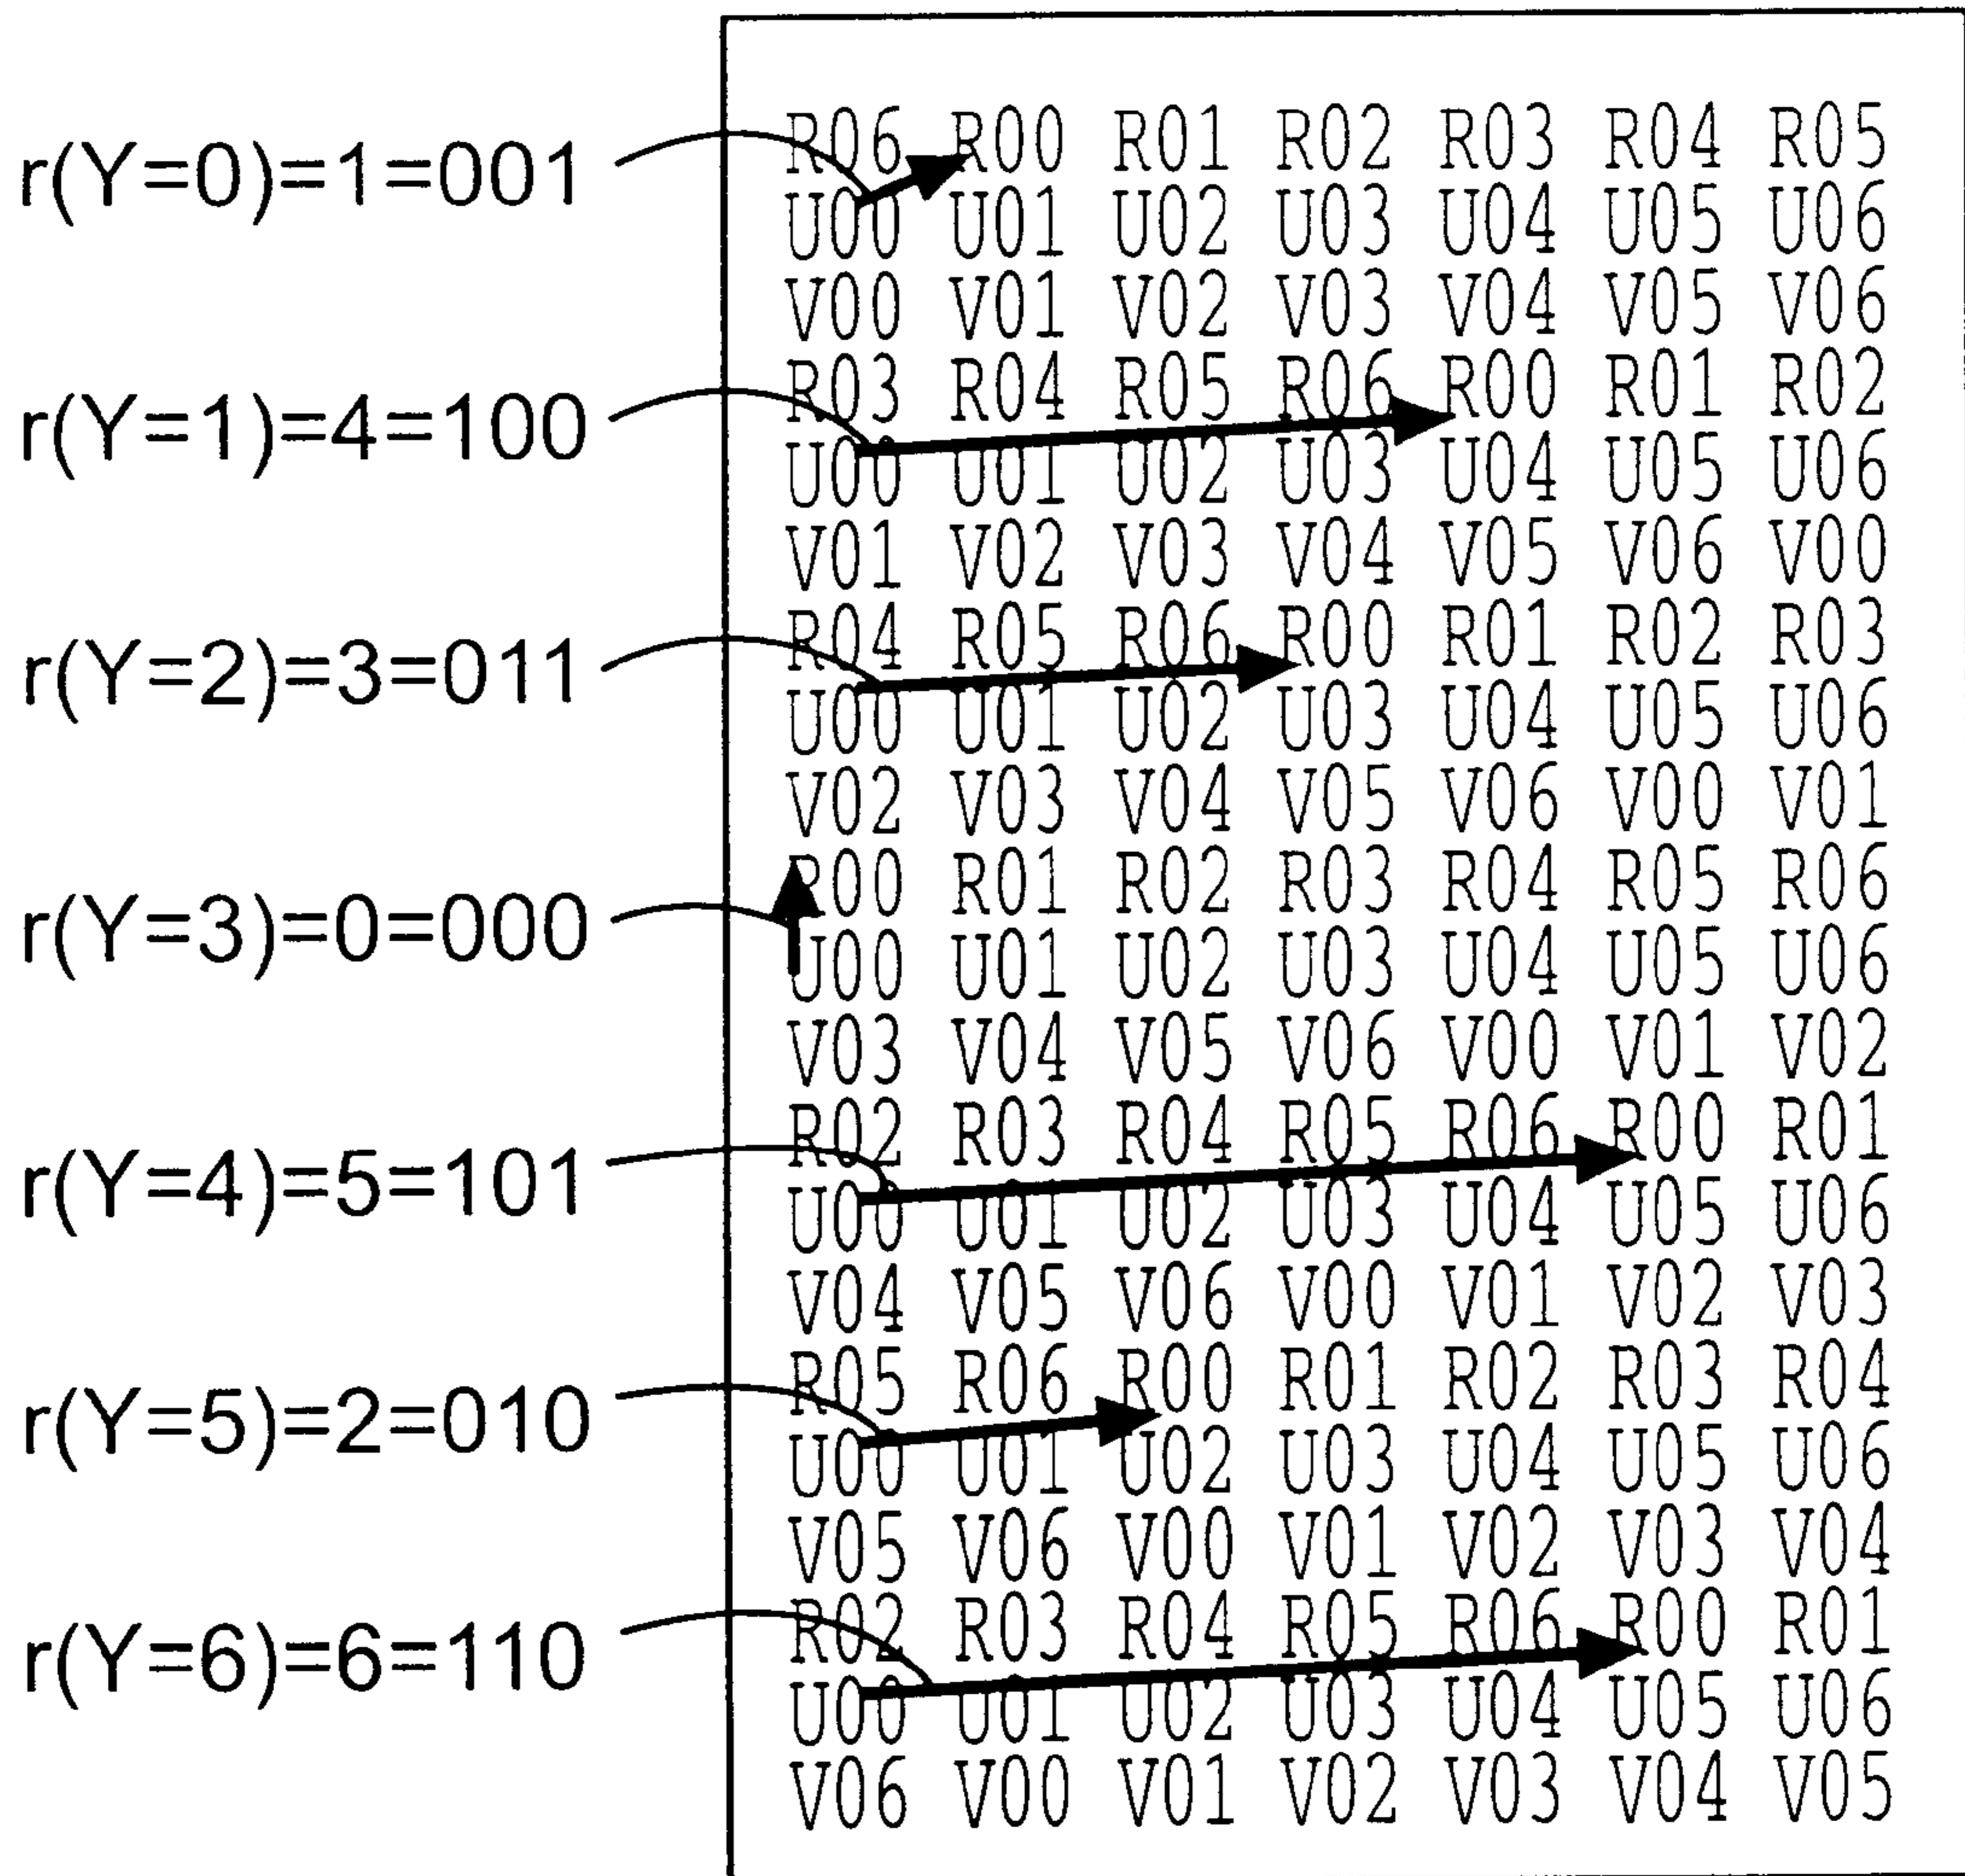 R06 R00 R01 R02 R03 R04 R05
r(Y=0)=1=001
U00 U01 U02 U03 U04 U05 U06
V00 V01 V02 V03 V04 V05 V06
R03 R04 R05 R06 R00 R01 R02
r(Y=1)=4=100
U00 U01 U02 U03 U04 U05 U06
V01 V02 V03 V04 V05 V06 V00
R04 R05 R06 R00 R01 R02 R03
r(Y=2)=3=011
U00 U01 U02 U03 U04 U05 U06
V02 V03 V04 V05 V06 V00 V01
R00 R01 R02 R03 R04 R05 R06
r(Y=3)=0=000
U00 U01 U02 U03 U04 U05 U06
V03 V04 V05 V06 V00 V01 V02
R02 R03 R04 R05 R06 R00 R01
r(Y=4)=5=101
U00 U01 U02 U03 U04 U05 U06
V04 V05 V06 V00 V01 V02 V03
R05 R06 R00 R01 R02 R03 R04
r(Y=5)=2=010
U00 U01 U02 U03 U04 U05 U06
V05 V06 V00 V01 V02 V03 V04
R02 R03 R04 R05 R06 R00 R01
r(Y=6)=6=110
U00 U01 U02 U03 U04 U05 U06
V06 V00 V01 V02 V03 V04 V05